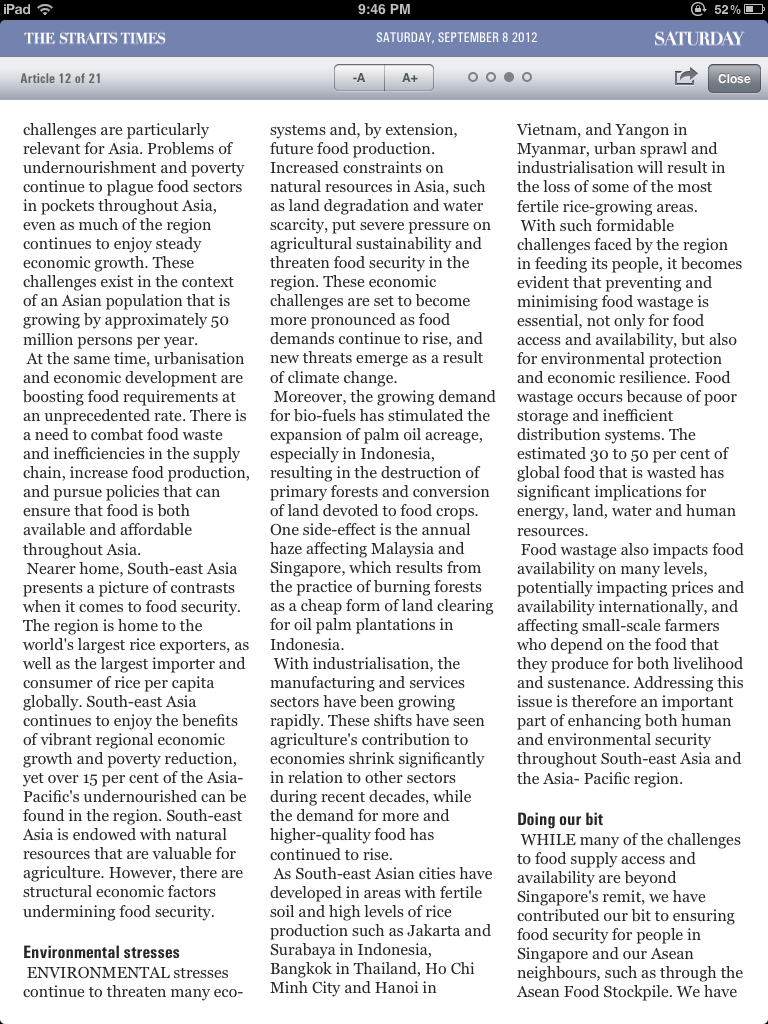 iPad 9:46 PM 52%
THE STRAITS TIMES SATURDAY, SEPTEMBER 8 2012 SATURDAY
Article 12 of 21 -A A+ Close
challenges are particularly
relevant for Asia. Problems of
undernourishment and poverty
continue to plague food sectors
in pockets throughout Asia,
even as much of the region
continues to enjoy steady
economic growth. These
challenges exist in the context
of an Asian population that is
growing by approximately 50
million persons per year.
At the same time, urbanisation
and economic development are
boosting food requirements at
an unprecedented rate. There is
a need to combat food waste
and inefficiencies in the supply
chain, increase food production,
and pursue policies that can
ensure that food is both
available and affordable
throughout Asia.
Nearer home, South-east Asia
presents a picture of contrasts
when it comes to food security.
The region is home to the
world's largest rice exporters, as
well as the largest importer and
consumer of rice per capita
globally. South-east Asia
continues to enjoy the benefits
of vibrant regional economic
growth and poverty reduction,
yet over 15 per cent of the Asia-
Pacific's undernourished can be
found in the region. South-east
Asia is endowed with natural
resources that are valuable for
agriculture. However, there are
structural economic factors
undermining food security.
Environmental stresses
ENVIRONMENTAL stresses
continue to threaten many eco-
systems and, by extension,
future food production.
Increased constraints on
natural resources in Asia, such
as land degradation and water
scarcity, put severe pressure on
agricultural sustainability and
threaten food security in the
region. These economic
challenges are set to become
more pronounced as food
demands continue to rise, and
new threats emerge as a result
of climate change.
Moreover, the growing demand
for bio-fuels has stimulated the
expansion of palm oil acreage,
especially in Indonesia,
resulting in the destruction of
primary forests and conversion
of land devoted to food crops.
One side-effect is the annual
haze affecting Malaysia and
Singapore, which results from
the practice of burning forests
as a cheap form of land clearing
for oil palm plantations in
Indonesia.
With industrialisation, the
manufacturing and services
sectors have been growing
rapidly. These shifts have seen
agriculture's contribution to
economies shrink significantly
in relation to other sectors
during recent decades, while
the demand for more and
higher-quality food has
continued to rise.
As South-east Asian cities have
developed in areas with fertile
soil and high levels of rice
production such as Jakarta and
Surabaya in Indonesia,
Bangkok in Thailand, Ho Chi
Minh City and Hanoi in
Vietnam, and Yangon in
Myanmar, urban sprawl and
industrialisation will result in
the loss of some of the most
fertile rice-growing areas.
With such formidable
challenges faced by the region
in feeding its people, it becomes
evident that preventing and
minimising food wastage is
essential, not only for food
access and availability, but also
for environmental protection
and economic resilience. Food
wastage occurs because of poor
storage and inefficient
distribution systems. The
estimated 30 to 50 per cent of
global food that is wasted has
significant implications for
energy, land, water and human
resources.
Food wastage also impacts food
availability on many levels,
potentially impacting prices and
availability internationally, and
affecting small-scale farmers
who depend on the food that
they produce for both livelihood
and sustenance. Addressing this
issue is therefore an important
part of enhancing both human
and environmental security
throughout South-east Asia and
the Asia- Pacific region.
Doing our bit
WHILE many of the challenges
to food supply access and
availability are beyond
Singapore's remit, we have
contributed our bit to ensuring
food security for people in
Singapore and our Asean
neighbours, such as through the
Asean Food Stockpile. We have